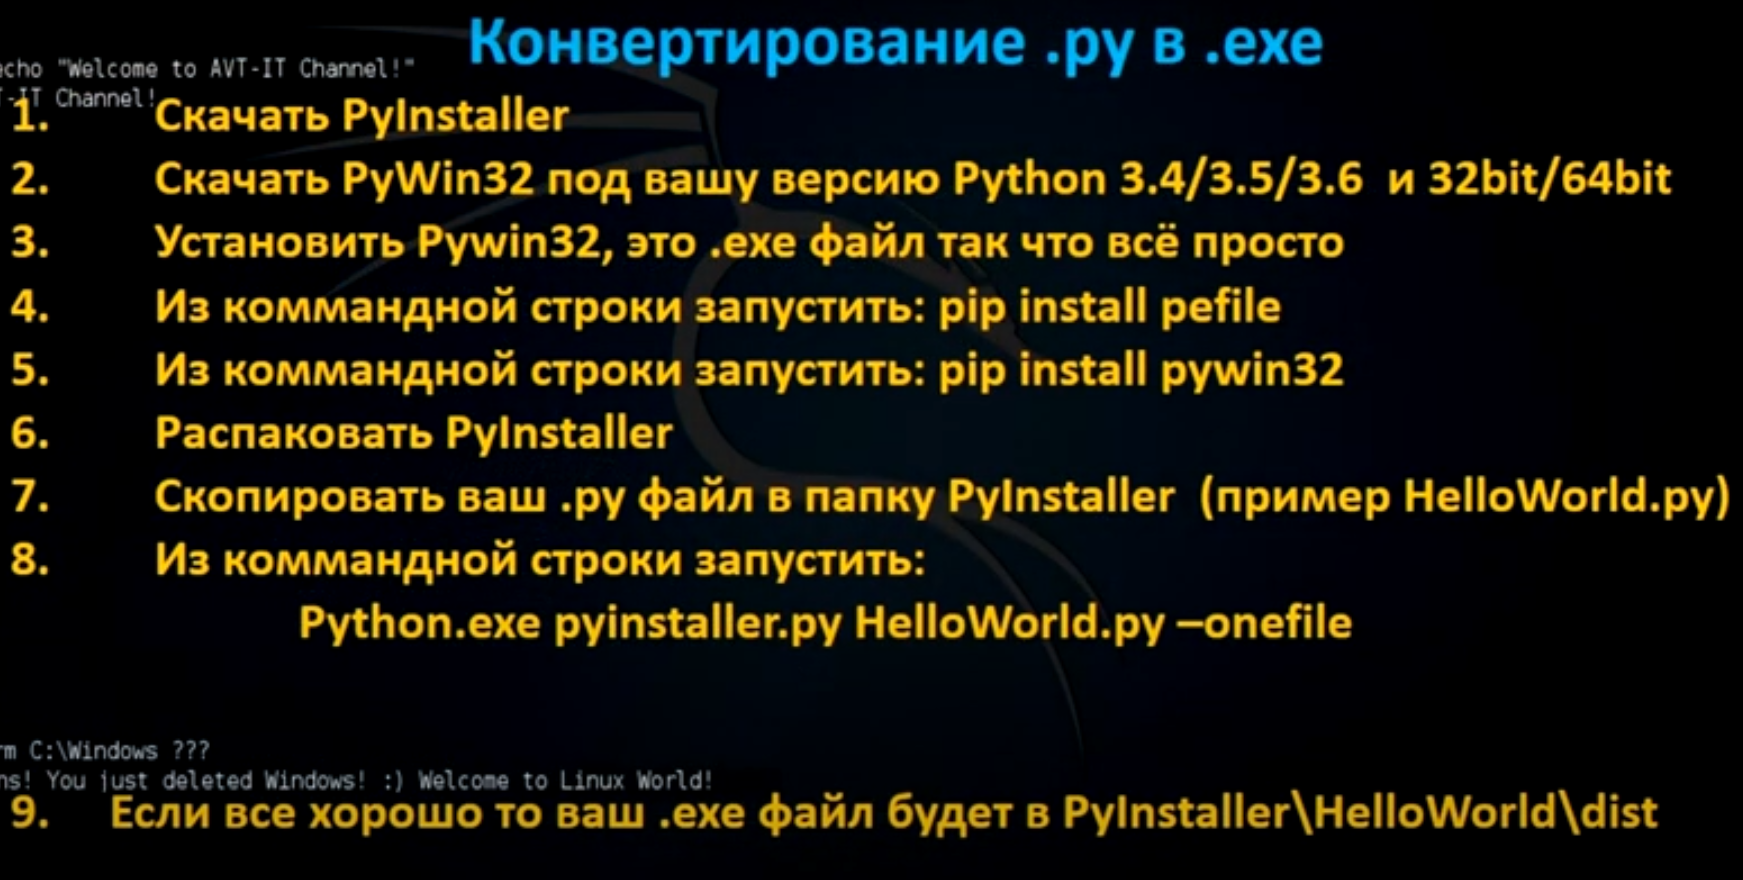 Конвертирование .py в .exe
echo "Welcome to AVT-IT Channel!"
T-IT Channel!
1. Скачать PyInstaller
2. Скачать PyWin32 под вашу версию Python 3.4/3.5/3.6 и 32bit/64bit
3. Установить Pywin32, это .exe файл так что всё просто
4. Из коммандной строки запустить: pip install pefile
5. Из коммандной строки запустить: pip install pywin32
6. Распаковать PyInstaller
7. Скопировать ваш .py файл в папку PyInstaller (пример HelloWorld.py)
8. Из коммандной строки запустить:
Python.exe pyinstaller.py HelloWorld.py –onefile
rm C:\Windows ???
ns! You just deleted Windows! :) Welcome to Linux World!
9. Если все хорошо то ваш .exe файл будет в PyInstaller\HelloWorld\dist